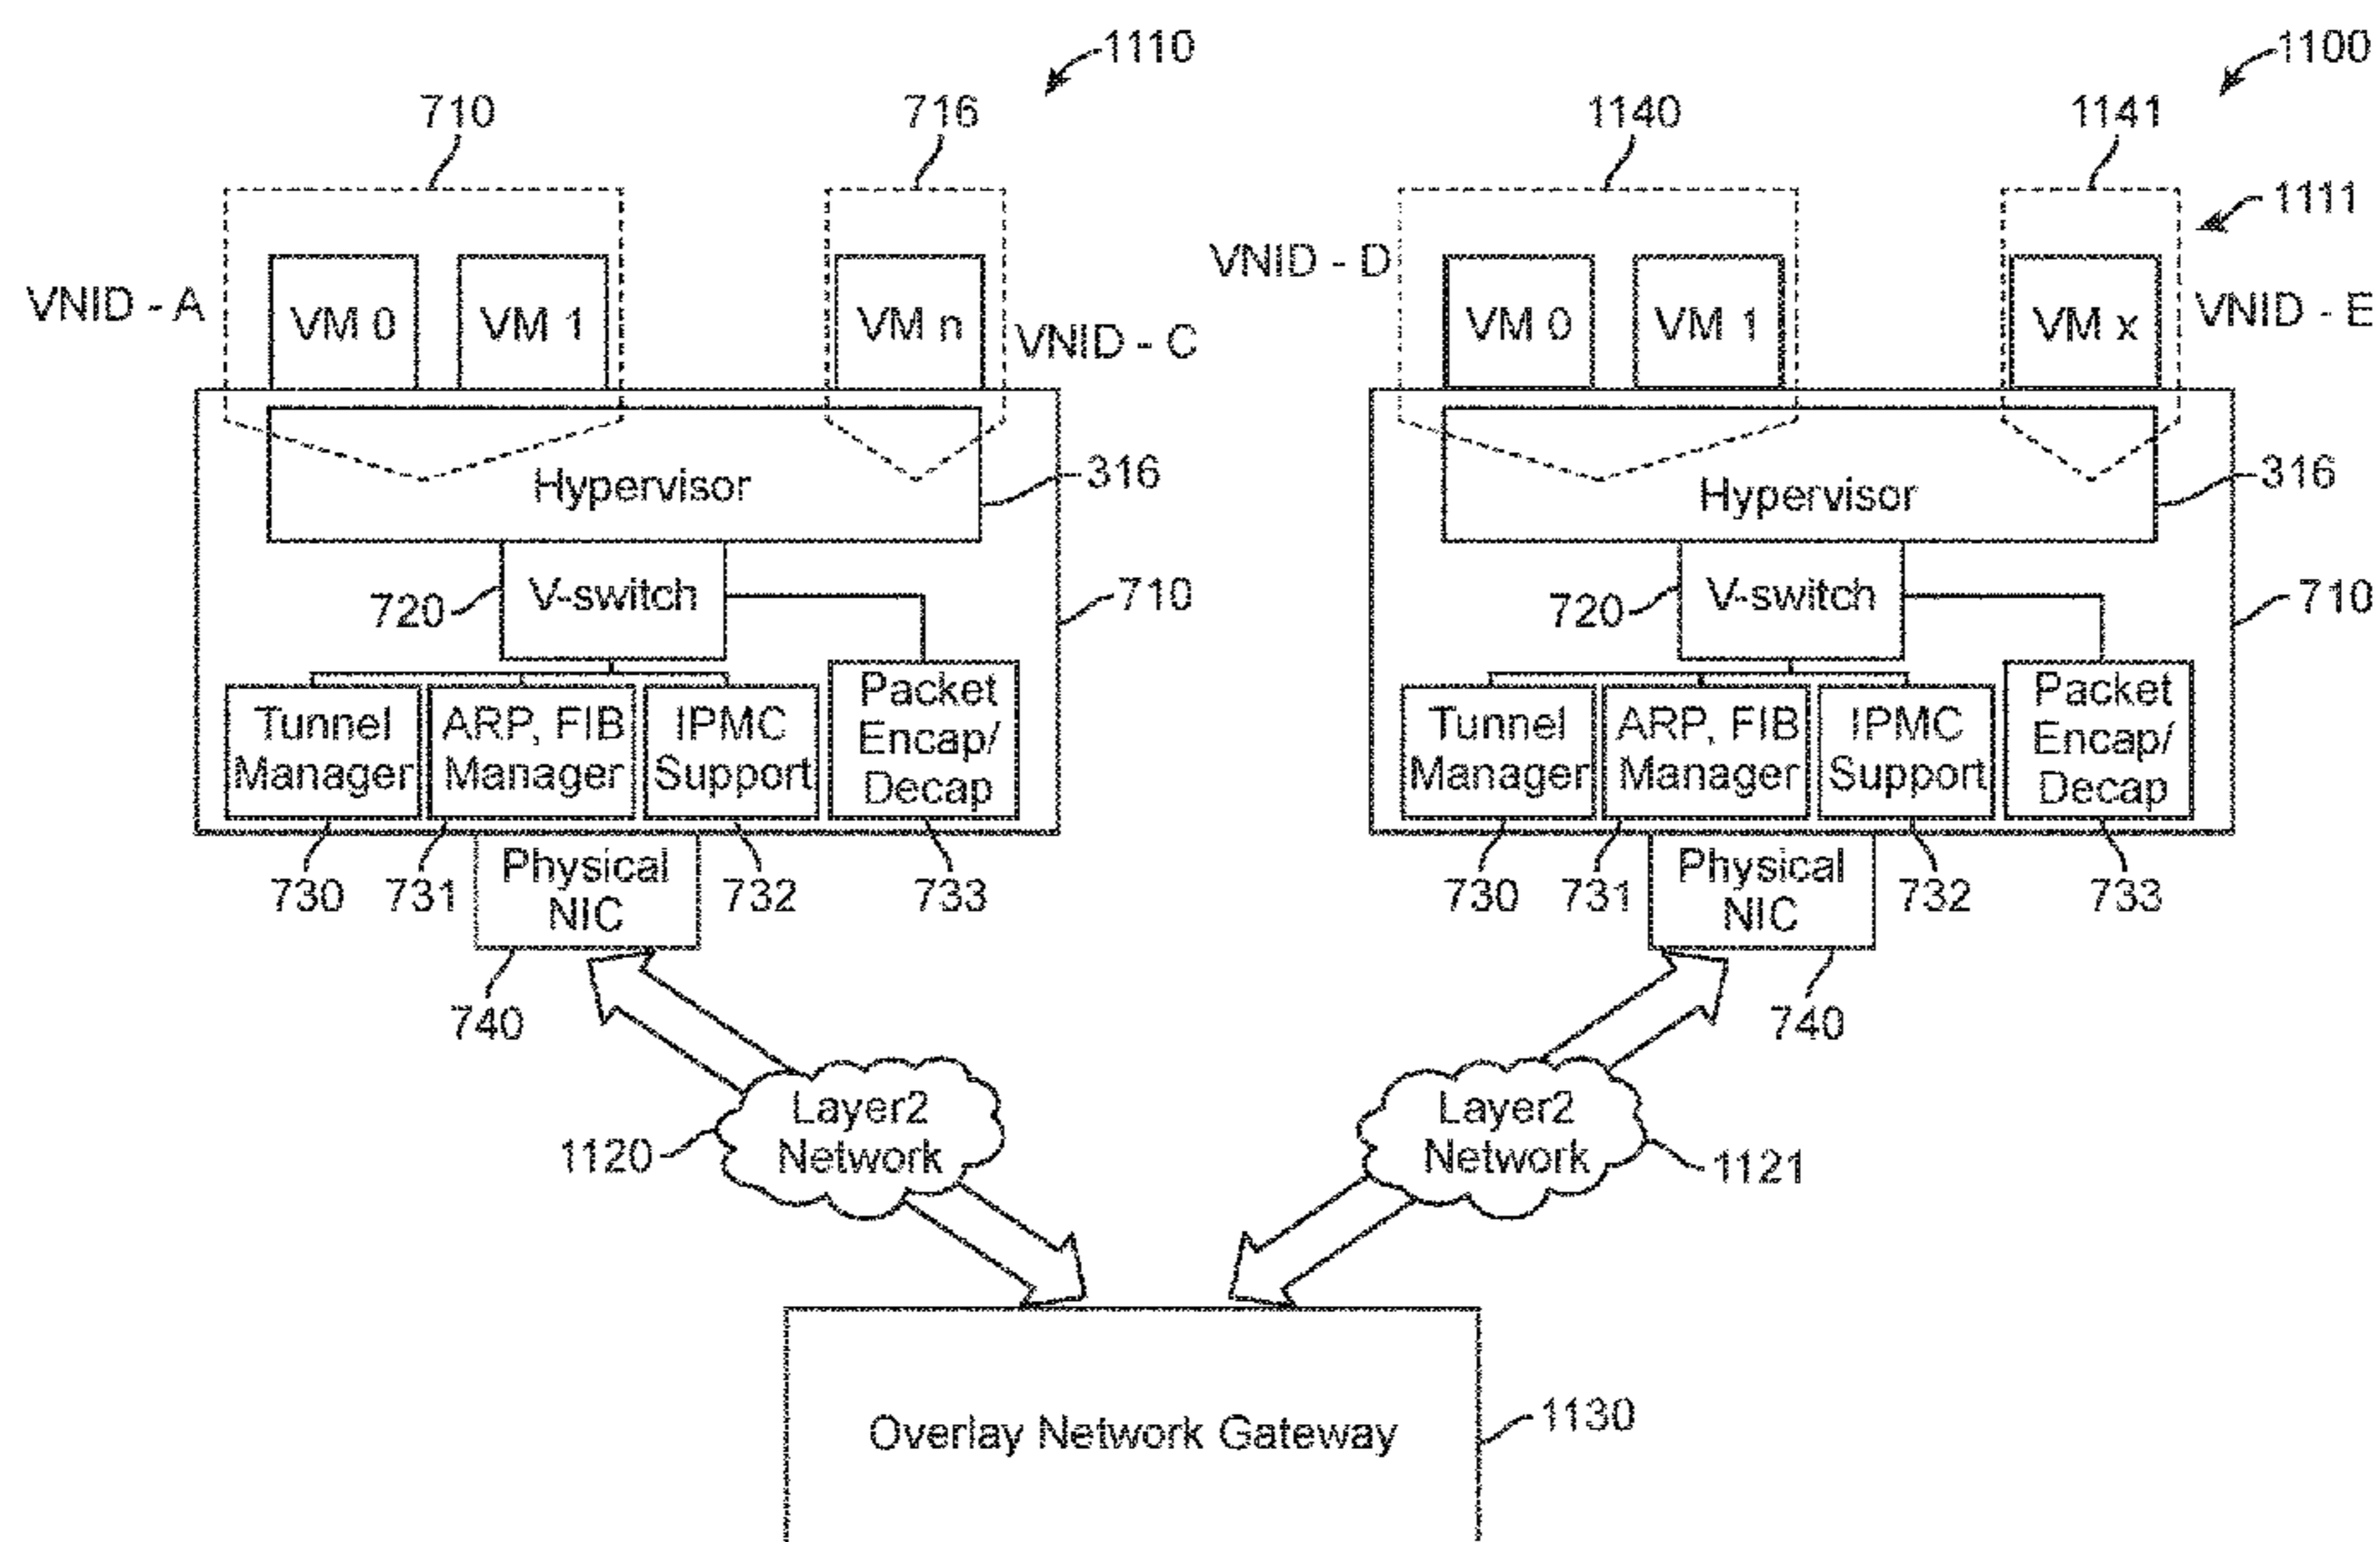 1110
1100
710
716
1140
1141
1111
VNID - A
VM 0
VM 1
VM n
VNID - C
VNID - D
VM 0
VM 1
VM x
VNID - E
Hypervisor
316
Hypervisor
316
720
V-switch
710
720
V-switch
710
Tunnel
Manager
ARP, FIB
Manager
IPMC
Support
Packet
Encap/
Decap
Tunnel
Manager
ARP, FIB
Manager
IPMC
Support
Packet
Encap/
Decap
730
731
Physical
NIC
732
733
730
731
Physical
NIC
732
733
740
740
Layer2
Network
1120
Layer2
Network
1121
Overlay Network Gateway
1130